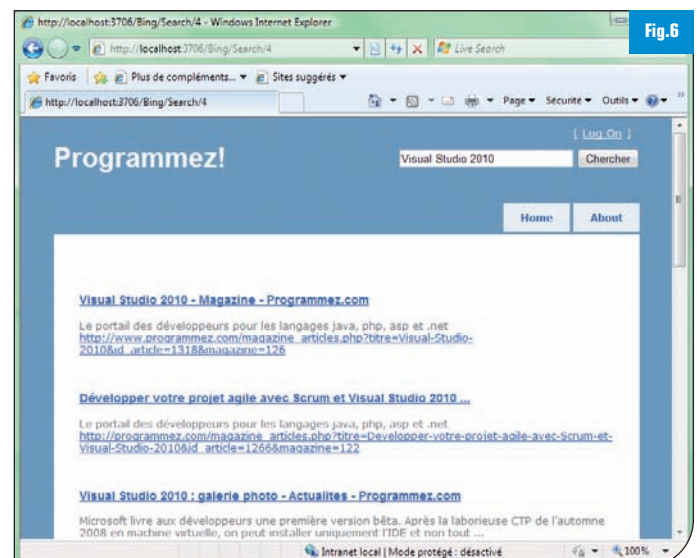 http://localhost:3706/Bing/Search/4 - Windows Internet Explorer
Fig.6
http://localhost:3706/Bing/Search/4
Live Search
Favoris
Plus de compléments...
Sites suggérés
http://localhost:3706/Bing/Search/4
Page
Sécurité
Outils
[ Log On ]
Programmez!
Visual Studio 2010
Chercher
Home
About
Visual Studio 2010 - Magazine - Programmez.com
Le portail des développeurs pour les langages java, php, asp et .net
http://www.programmez.com/magazine_articles.php?titre=Visual-Studio-
2010&id_article=1318&magazine=126
Développer votre projet agile avec Scrum et Visual Studio 2010 ...
Le portail des développeurs pour les langages java, php, asp et .net
http://programmez.com/magazine_articles.php?titre=Developper-votre-projet-agile-avec-Scrum-et-
Visual-Studio-2010&id_article=1266&magazine=122
Visual Studio 2010 : galerie photo - Actualites - Programmez.com
Microsoft livre aux développeurs une première version bêta. Après la laborieuse CTP de l'automne
2008 en machine virtuelle, on peut installer uniquement l'IDE et non tout ...
Intranet local | Mode protégé : désactivé
100%